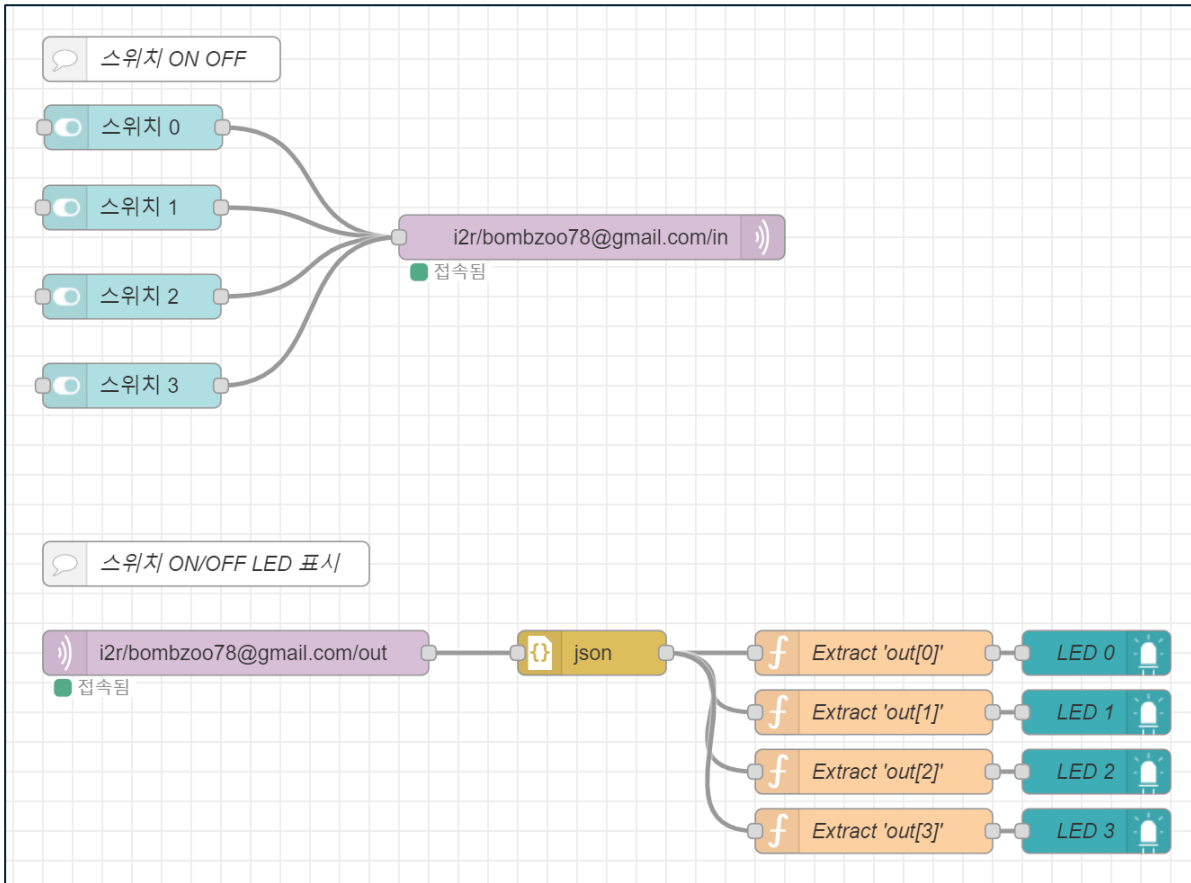 스위치 ON OFF
스위치 0
스위치 1
i2r/bombzoo78@gmail.com/in
접속됨
스위치 2
스위치 3
스위치 ON/OFF LED 표시
i2r/bombzoo78@gmail.com/out
접속됨
{} json
Extract 'out[0]'
LED 0
Extract 'out[1]'
LED 1
Extract 'out[2]'
LED 2
Extract 'out[3]'
LED 3